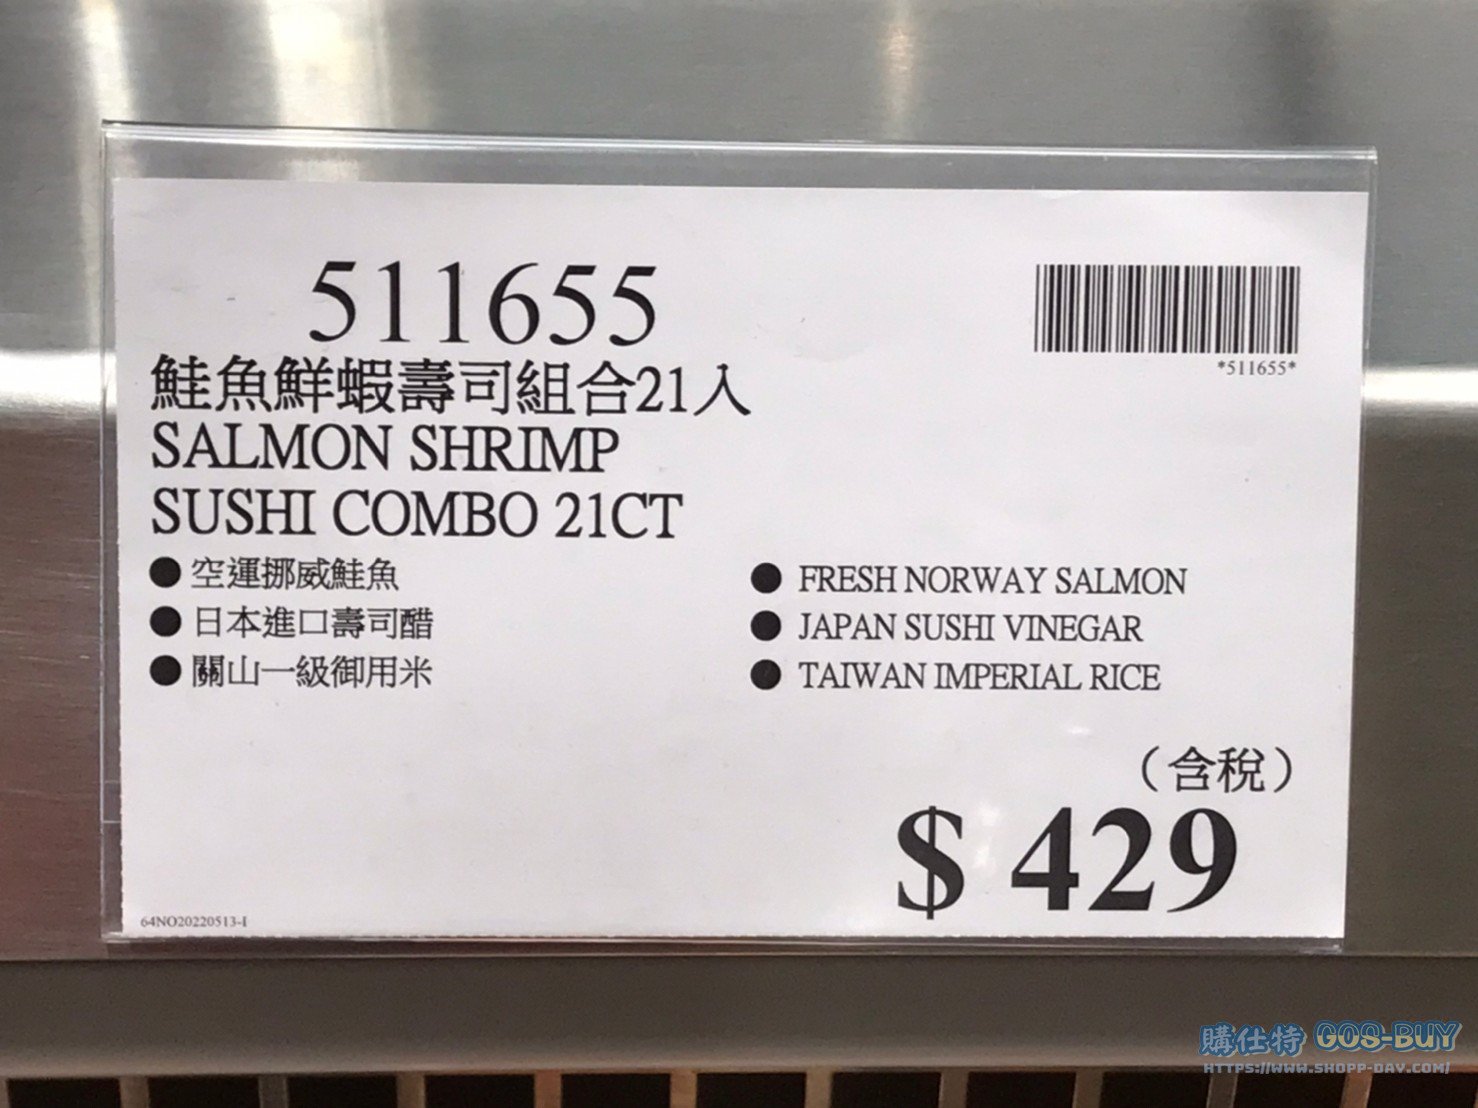 511655
*511655*
鮭魚鮮蝦壽司組合21入
SALMON SHRIMP
SUSHI COMBO 21CT
● 空運挪威鮭魚
● 日本進口壽司醋
● 關山一級御用米
● FRESH NORWAY SALMON
● JAPAN SUSHI VINEGAR
● TAIWAN IMPERIAL RICE
（含稅）
$ 429
64NO20220513-I
購仕特 GOS-BUY
HTTPS://WWW.SHOPP-DAY.COM/